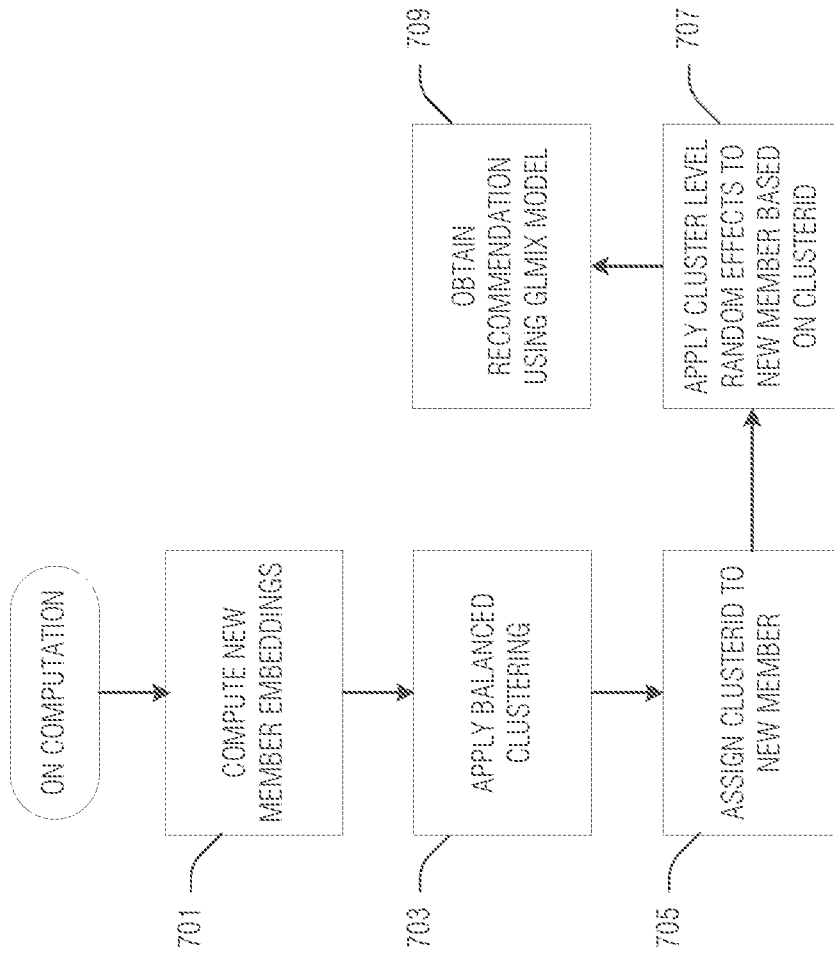 ON COMPUTATION
701
COMPUTE NEW
MEMBER EMBEDDINGS
703
APPLY BALANCED
CLUSTERING
705
ASSIGN CLUSTERID TO
NEW MEMBER
707
APPLY CLUSTER LEVEL
RANDOM EFFECTS TO
NEW MEMBER BASED
ON CLUSTERID
709
OBTAIN
RECOMMENDATION
USING GLMIX MODEL